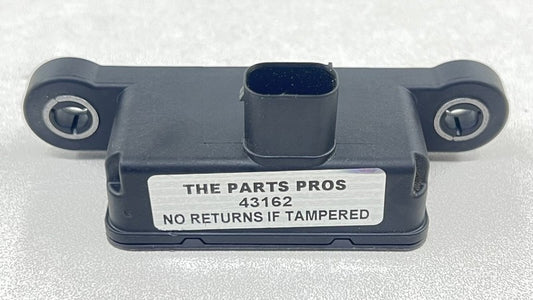 THE PARTS PROS
43162
NO RETURNS IF TAMPERED